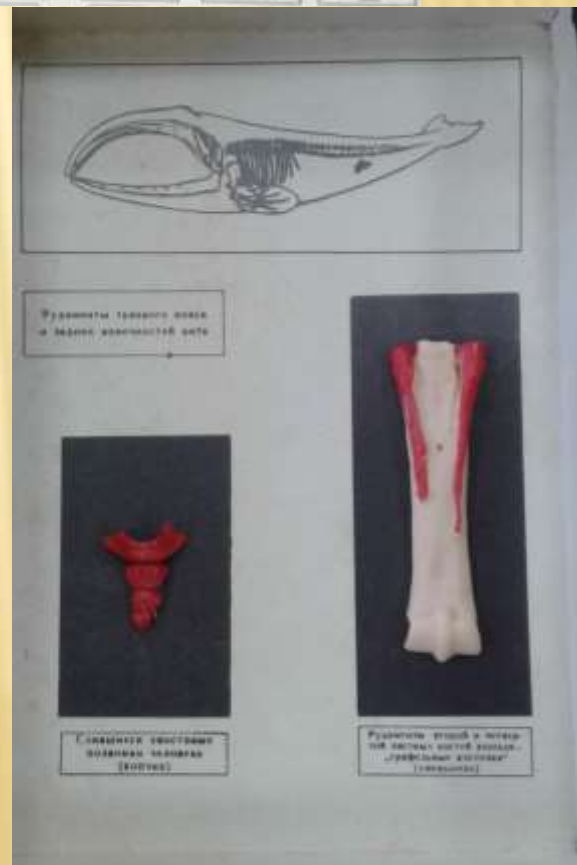 Рудименты тазового пояса
и задних конечностей кита
Слившиеся хвостовые
позвонки человека
(копчик)
Рудименты второй и четвер-
той пястных костей лошади-
„грифельные косточки"